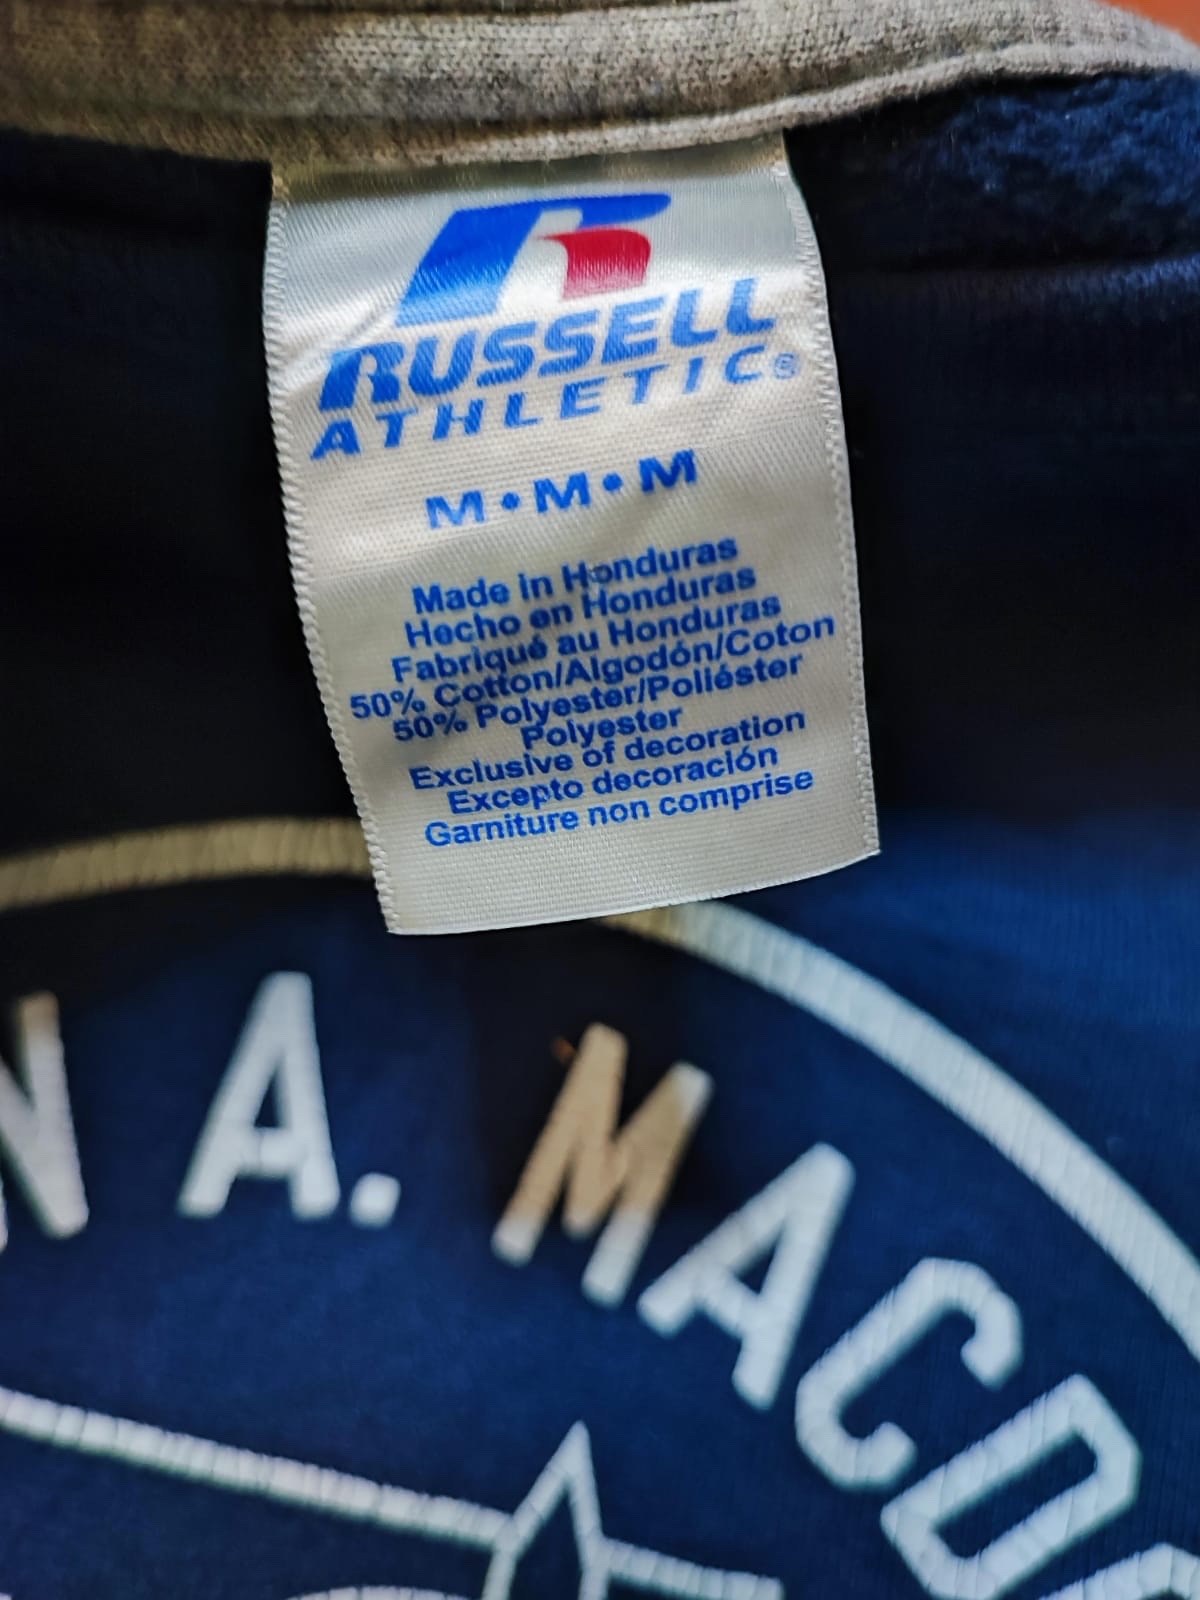 RUSSELL
ATHLETIC®
M • M • M
Made in Honduras
Hecho en Honduras
Fabriqué au Honduras
50% Cotton/Algodón/Coton
50% Polyester/Poliéster
Polyester
Exclusive of decoration
Excepto decoración
Garniture non comprise
A. MACDO